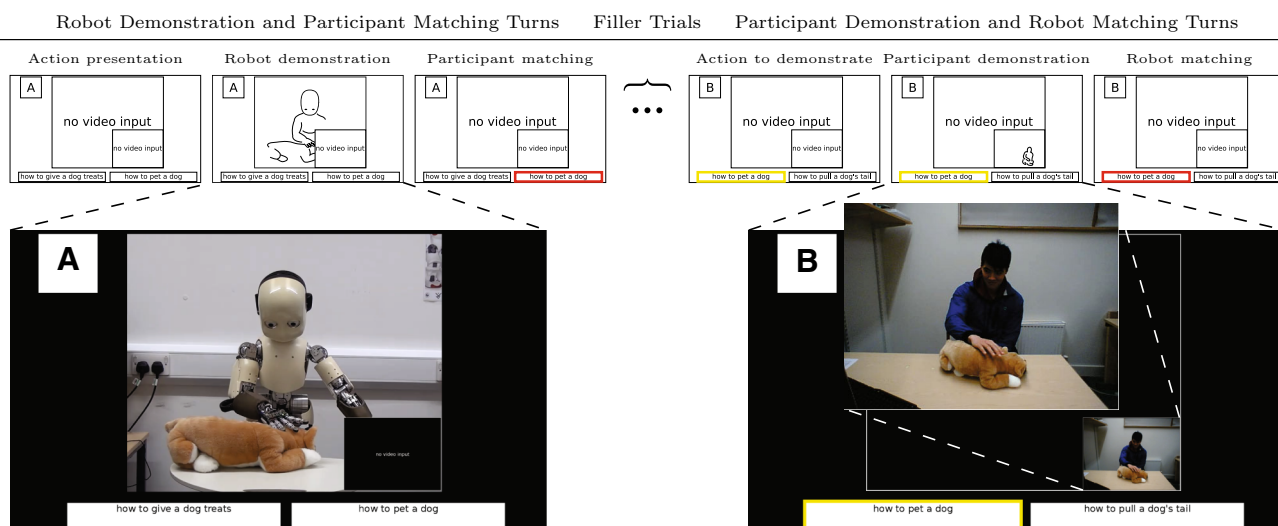 Robot Demonstration and Participant Matching Turns Filler Trials Participant Demonstration and Robot Matching Turns
Action presentation Robot demonstration Participant matching Action to demonstrate Participant demonstration Robot matching
A A A B B B
no video input no video input no video input no video input no video input
no video input no video input no video input no video input no video input
how to give a dog treats how to pet a dog how to give a dog treats how to pet a dog how to give a dog treats how to pet a dog how to pet a dog how to pull a dog's tail how to pet a dog how to pull a dog's tail how to pet a dog how to pull a dog's tail
...
A
no video input
how to give a dog treats how to pet a dog
B
how to pet a dog how to pull a dog's tail